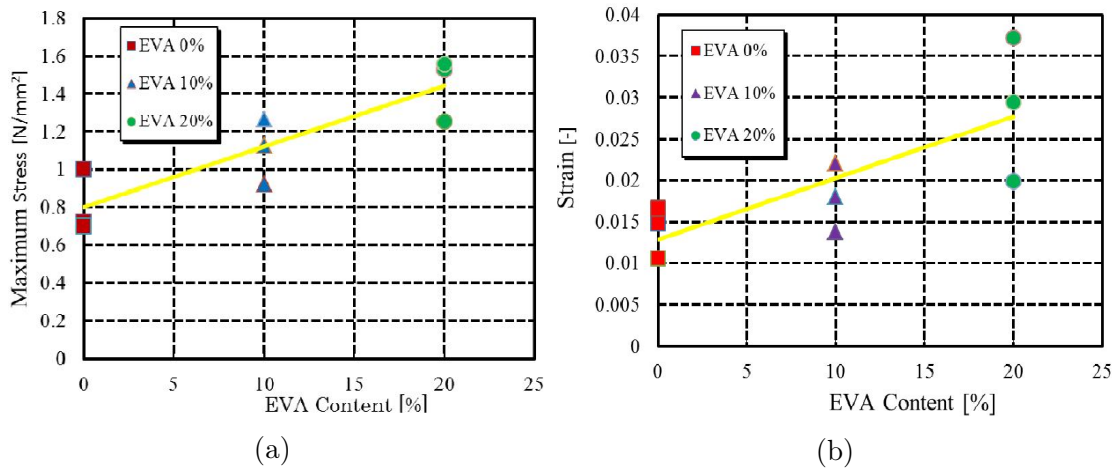 Maximum Stress [N/mm²]
1.8
1.6
1.4
1.2
1
0.8
0.6
0.4
0.2
0
EVA 0%
EVA 10%
EVA 20%
0 5 10 15 20 25
EVA Content [%]
(a)
Strain [-]
0.04
0.035
0.03
0.025
0.02
0.015
0.01
0.005
0
EVA 0%
EVA 10%
EVA 20%
0 5 10 15 20 25
EVA Content [%]
(b)